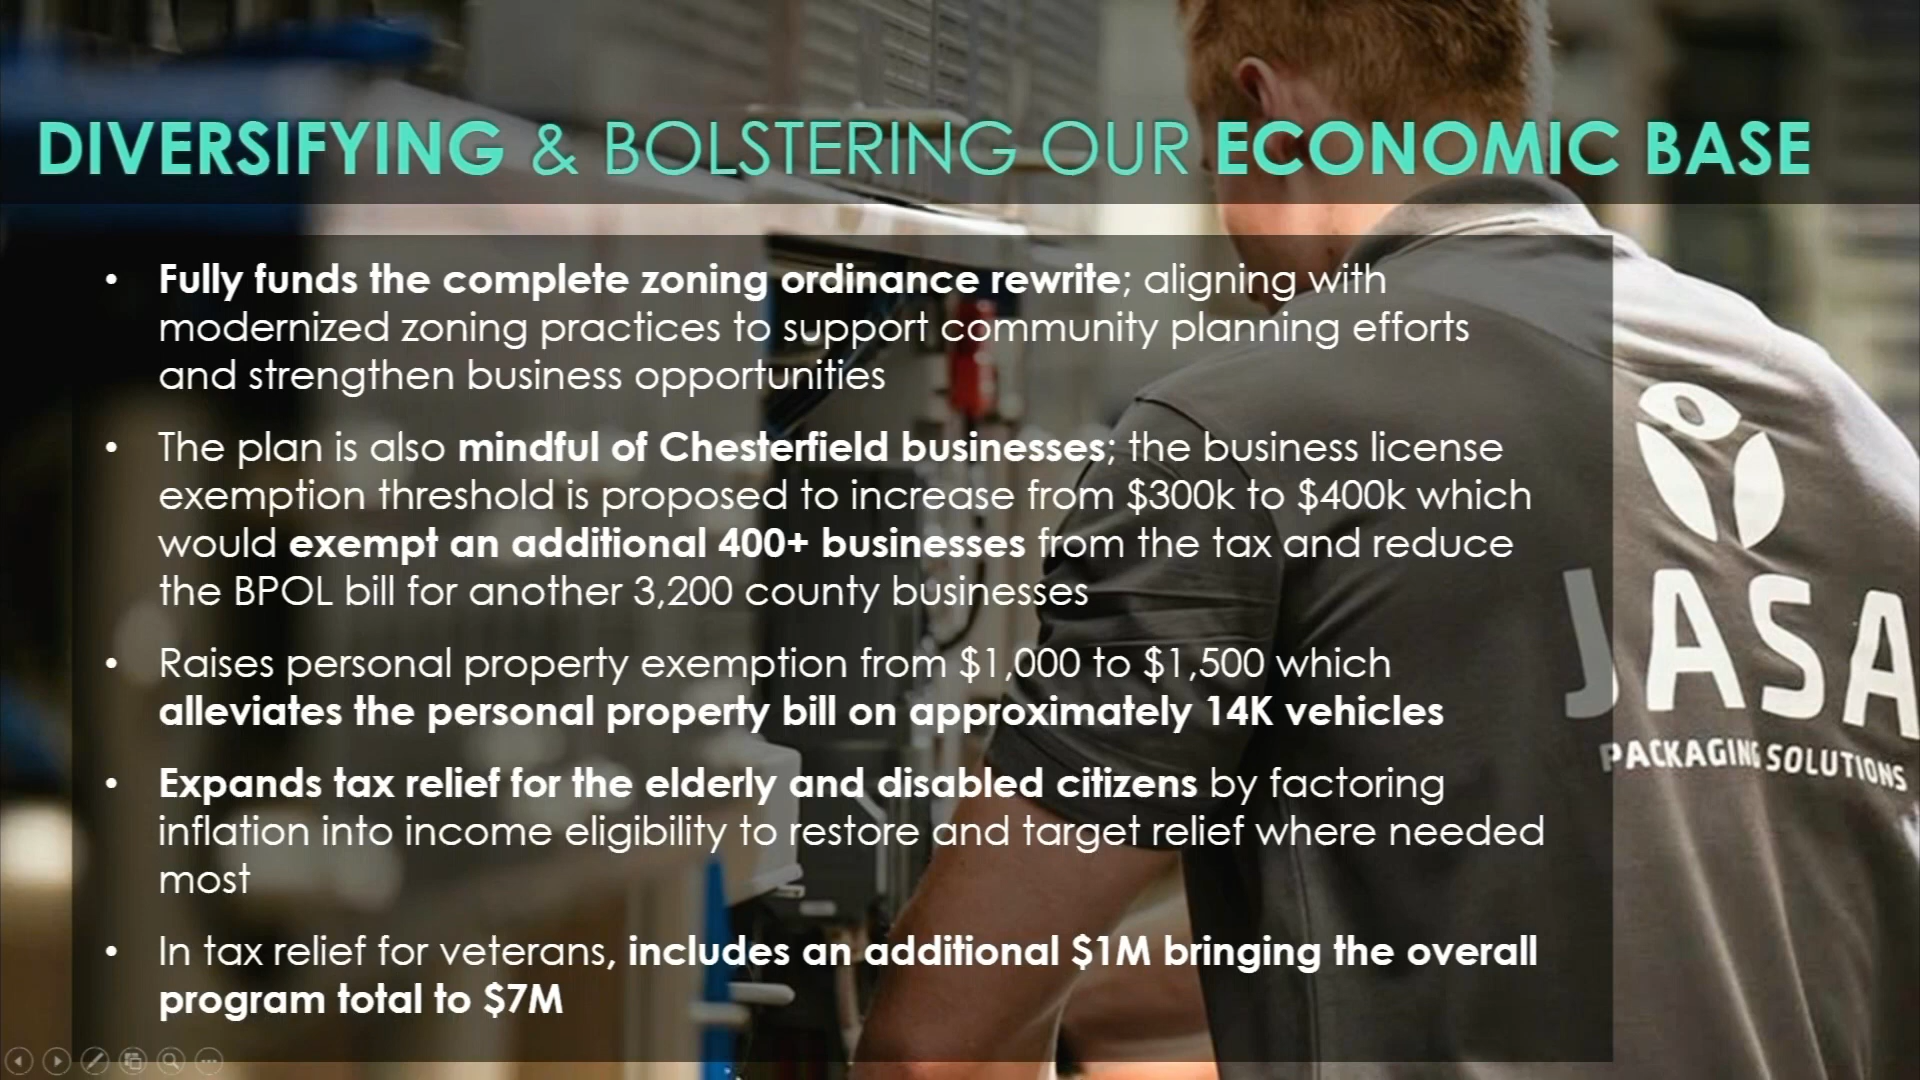 DIVERSIFYING & BOLSTERING OUR ECONOMIC BASE
• Fully funds the complete zoning ordinance rewrite; aligning with
modernized zoning practices to support community planning efforts
and strengthen business opportunities
• The plan is also mindful of Chesterfield businesses; the business license
exemption threshold is proposed to increase from $300k to $400k which
would exempt an additional 400+ businesses from the tax and reduce
the BPOL bill for another 3,200 county businesses
• Raises personal property exemption from $1,000 to $1,500 which
alleviates the personal property bill on approximately 14K vehicles
• Expands tax relief for the elderly and disabled citizens by factoring
inflation into income eligibility to restore and target relief where needed
most
• In tax relief for veterans, includes an additional $1M bringing the overall
program total to $7M
JASA
PACKAGING SOLUTIONS